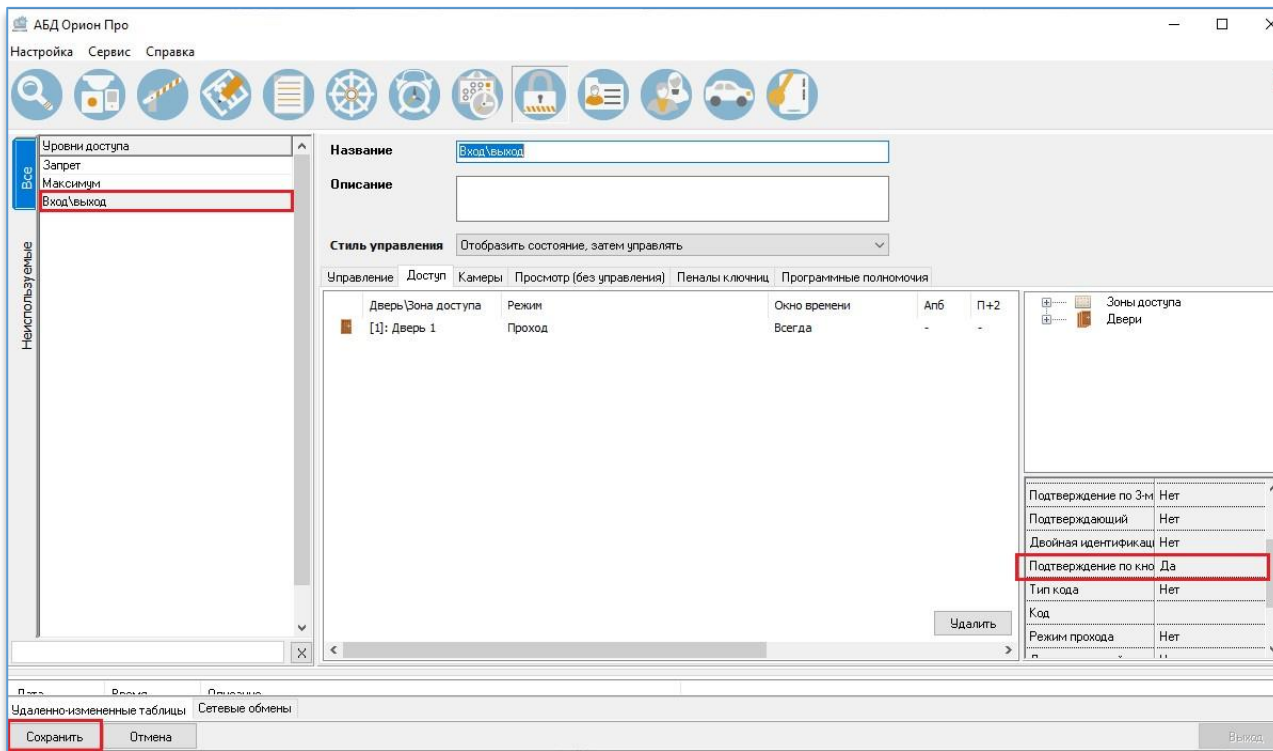 АБД Орион Про
Настройка Сервис Справка
Все
Неиспользуемые
Уровни доступа
Запрет
Максимум
Вход\выход
X
Название Вход\выход
Описание
Стиль управления Отобразить состояние, затем управлять
Управление Доступ Камеры Просмотр (без управления) Пеналы ключниц Программные полномочия
Дверь\Зона доступа Режим Окно времени Апб П+2
[1]: Дверь 1 Проход Всегда - -
Удалить
Зоны доступа
Двери
Подтверждение по 3-м Нет
Подтверждающий Нет
Двойная идентификац Нет
Подтверждение по кно Да
Тип кода Нет
Код
Режим прохода Нет
Дата Время Описание
Удаленно-измененные таблицы Сетевые обмены
Сохранить Отмена Выход